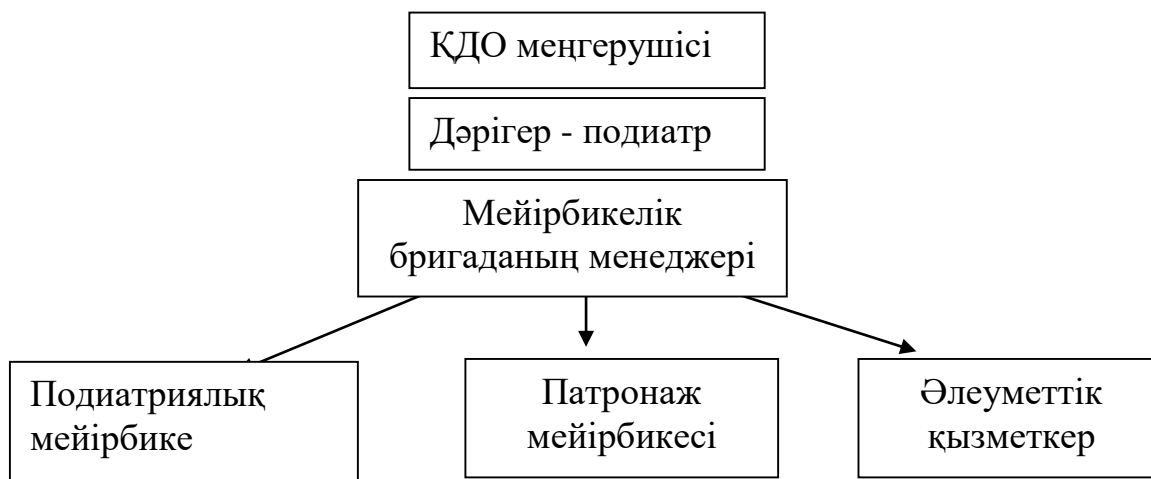 ҚДО меңгерушісі
Дәрігер - подиатр
Мейірбикелік
бригаданың менеджері
Подиатриялық
мейірбике
Патронаж
мейірбикесі
Әлеуметтік
қызметкер